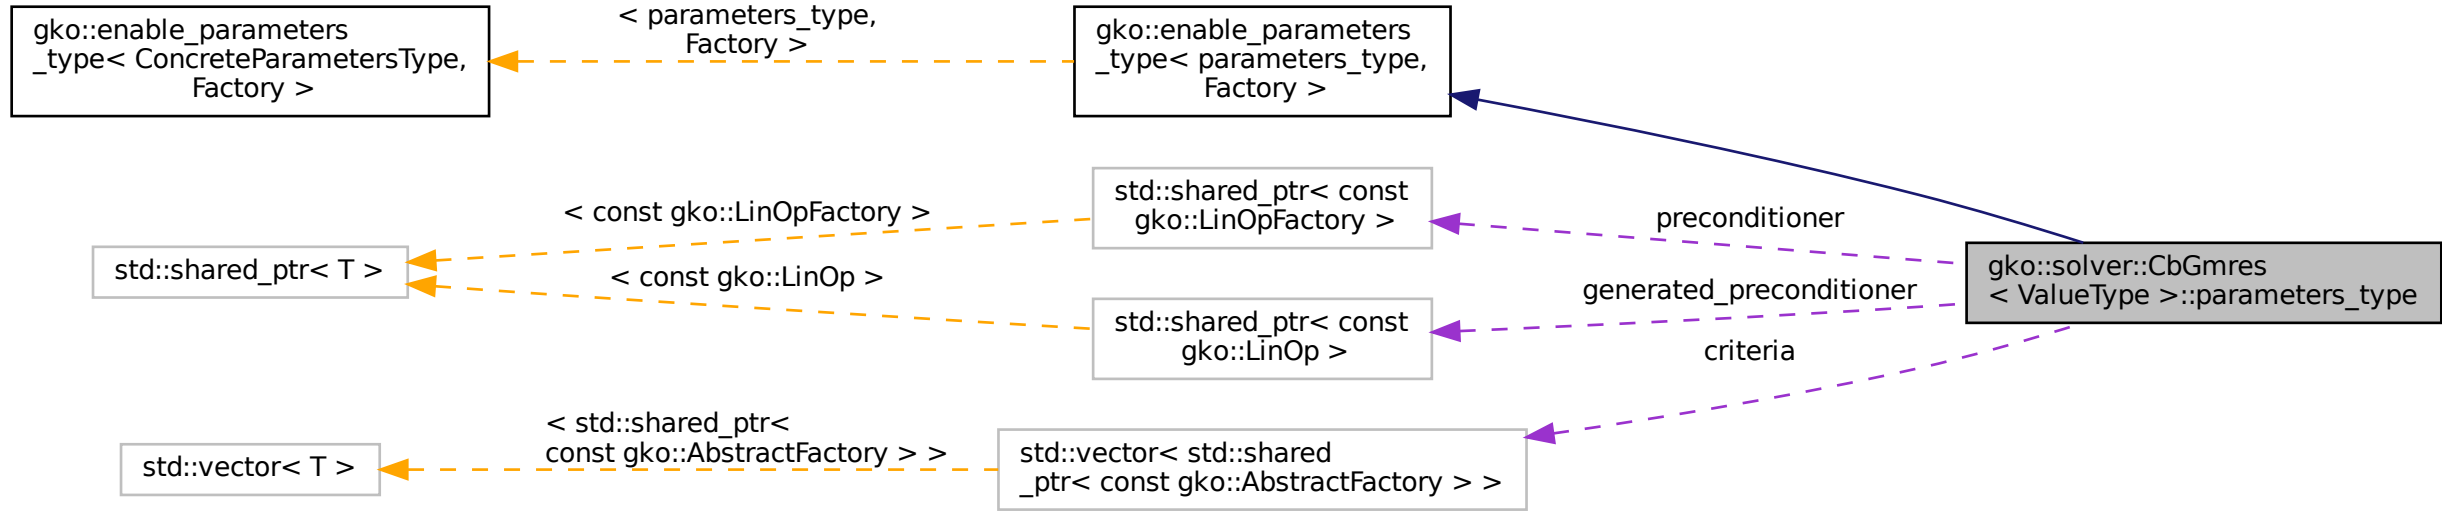 gko::enable_parameters
_type< ConcreteParametersType,
Factory >
< parameters_type,
Factory >
gko::enable_parameters
_type< parameters_type,
Factory >
std::shared_ptr< T >
< const gko::LinOpFactory >
< const gko::LinOp >
std::shared_ptr< const
gko::LinOpFactory >
std::shared_ptr< const
gko::LinOp >
preconditioner
generated_preconditioner
criteria
gko::solver::CbGmres
< ValueType >::parameters_type
std::vector< T >
< std::shared_ptr<
const gko::AbstractFactory > >
std::vector< std::shared
_ptr< const gko::AbstractFactory > >